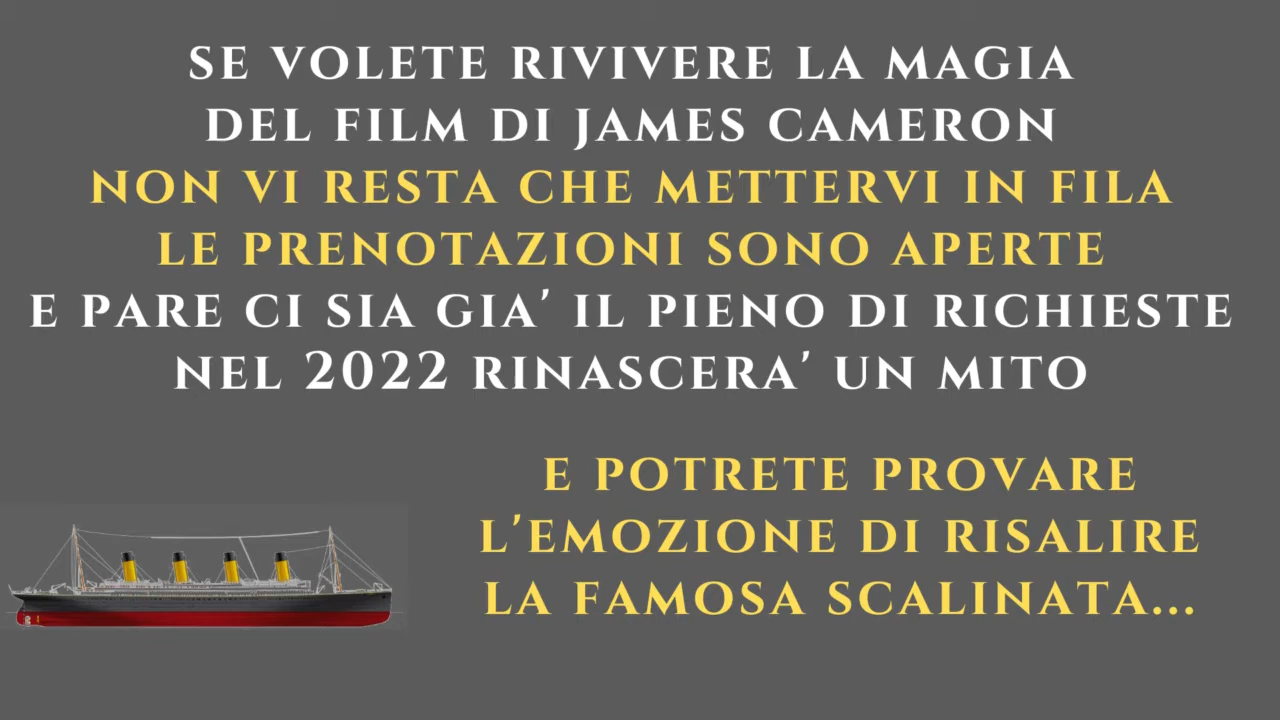 SE VOLETE RIVIVERE LA MAGIA
DEL FILM DI JAMES CAMERON
NON VI RESTA CHE METTERVI IN FILA
LE PRENOTAZIONI SONO APERTE
E PARE CI SIA GIA' IL PIENO DI RICHIESTE
NEL 2022 RINASCERA' UN MITO
E POTRETE PROVARE
L'EMOZIONE DI RISALIRE
LA FAMOSA SCALINATA...